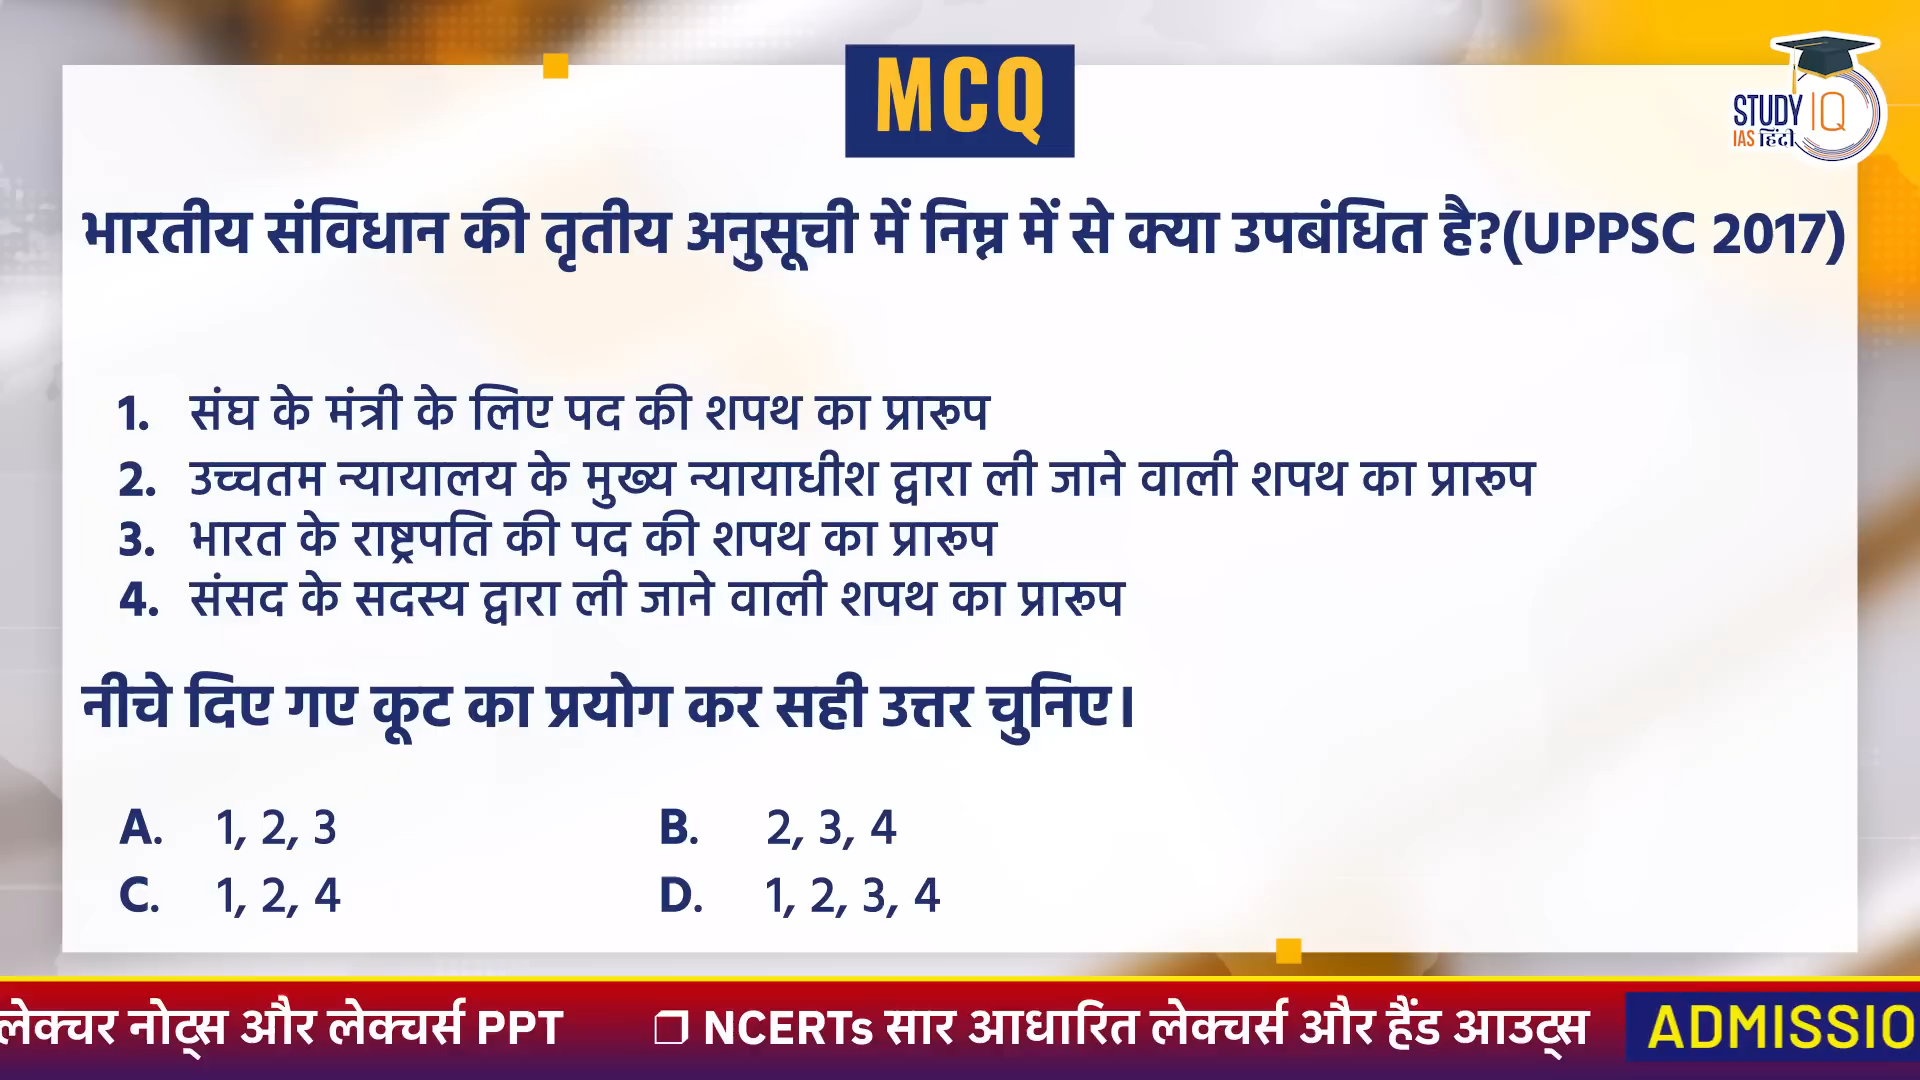 MCQ
STUDY IQ
IAS हिंदी
भारतीय संविधान की तृतीय अनुसूची में निम्न में से क्या उपबंधित है?(UPPSC 2017)
1. संघ के मंत्री के लिए पद की शपथ का प्रारूप
2. उच्चतम न्यायालय के मुख्य न्यायाधीश द्वारा ली जाने वाली शपथ का प्रारूप
3. भारत के राष्ट्रपति की पद की शपथ का प्रारूप
4. संसद के सदस्य द्वारा ली जाने वाली शपथ का प्रारूप
नीचे दिए गए कूट का प्रयोग कर सही उत्तर चुनिए।
A. 1, 2, 3 B. 2, 3, 4
C. 1, 2, 4 D. 1, 2, 3, 4
लेक्चर नोट्स और लेक्चर्स PPT ❐ NCERTs सार आधारित लेक्चर्स और हैंड आउट्स ADMISSIO